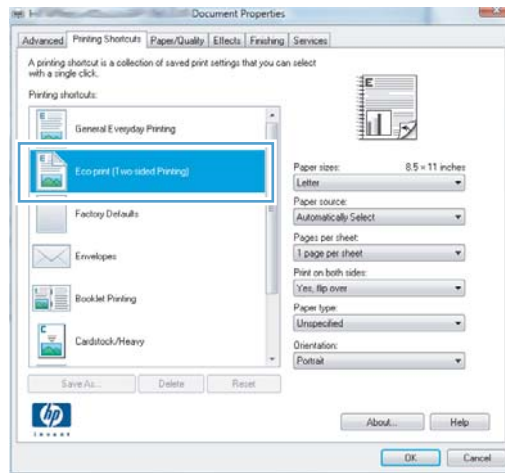 Document Properties
Advanced
Printing Shortcuts
Paper/Quality
Effects
Finishing
Services
A printing shortcut is a collection of saved print settings that you can select
with a single click.
Printing shortcuts:
General Everyday Printing
Eco-print (Two-sided Printing)
Factory Defaults
Envelopes
Booklet Printing
Cardstock/Heavy
Save As...
Delete
Reset
E
Paper sizes: 8.5 × 11 inches
Letter
Paper source:
Automatically Select
Pages per sheet:
1 page per sheet
Print on both sides:
Yes, flip over
Paper type:
Unspecified
Orientation:
Portrait
hp
invent
About...
Help
OK
Cancel